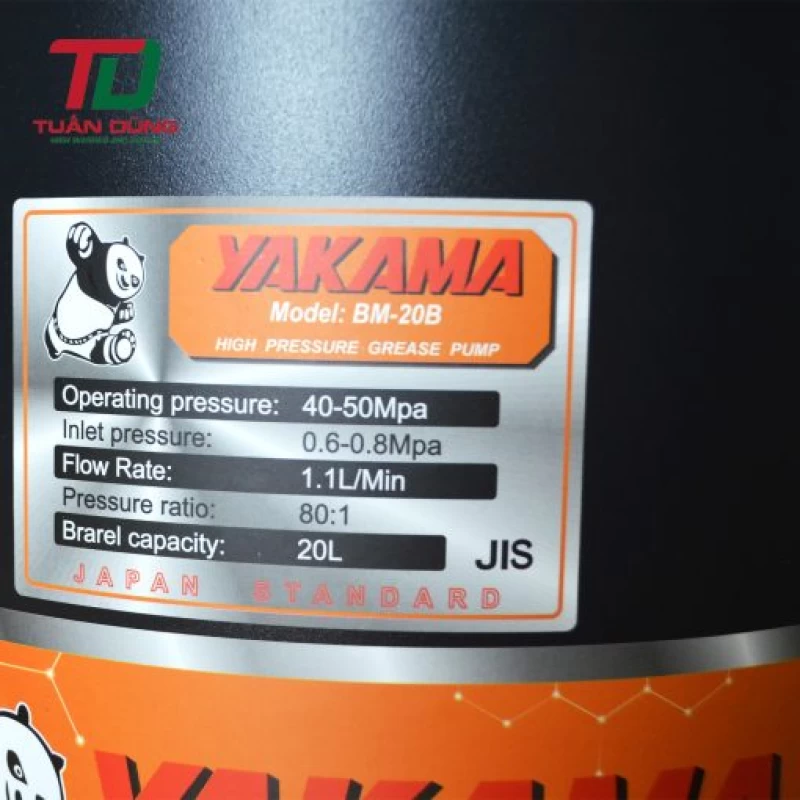 TD
TUẤN DŨNG
YAKAMA
Model: BM-20B
HIGH PRESSURE GREASE PUMP
Operating pressure: 40-50Mpa
Inlet pressure: 0.6-0.8Mpa
Flow Rate: 1.1L/Min
Pressure ratio: 80:1
Brarel capacity: 20L
JIS
JAPAN STANDARD
YAKAMA